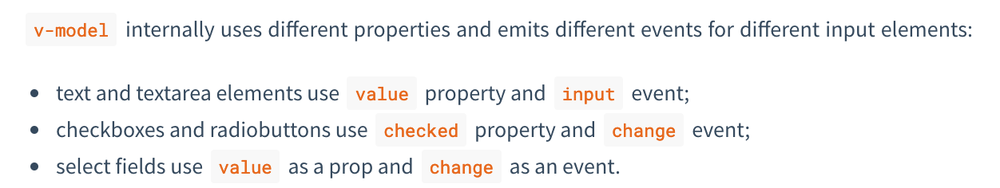 v-model internally uses different properties and emits different events for different input elements:
• text and textarea elements use value property and input event;
• checkboxes and radiobuttons use checked property and change event;
• select fields use value as a prop and change as an event.